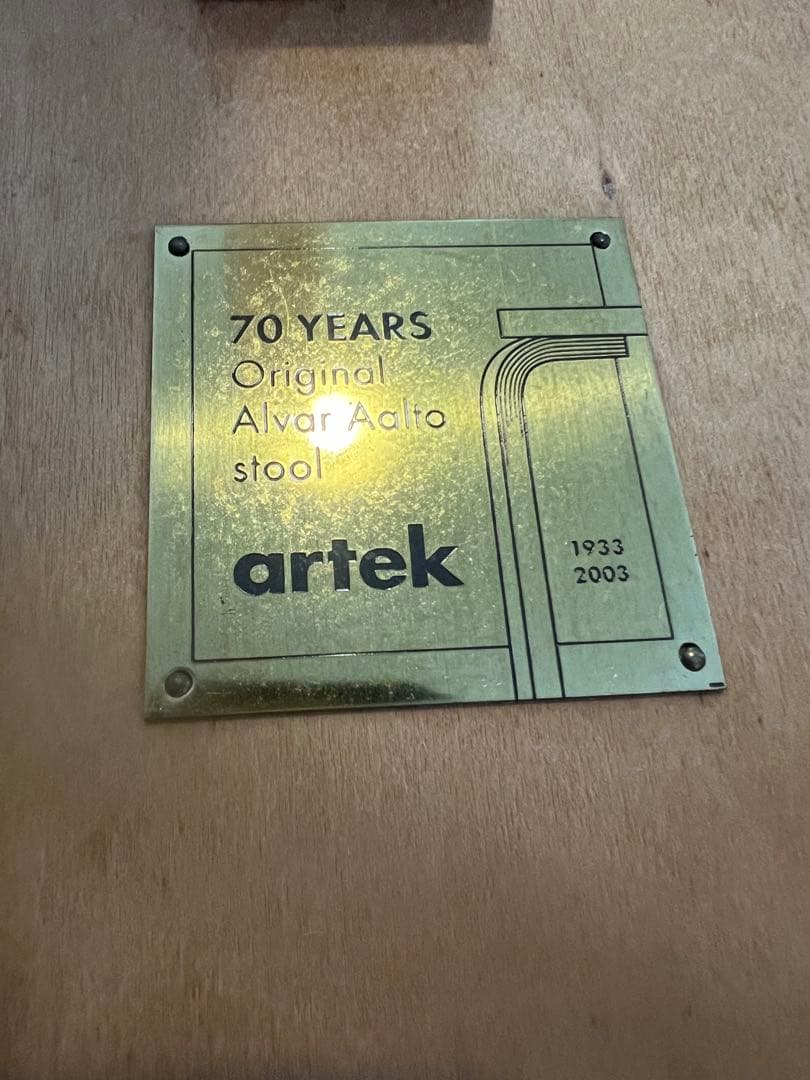 70 YEARS
Original
Alvar Aalto
stool
artek
1933
2003